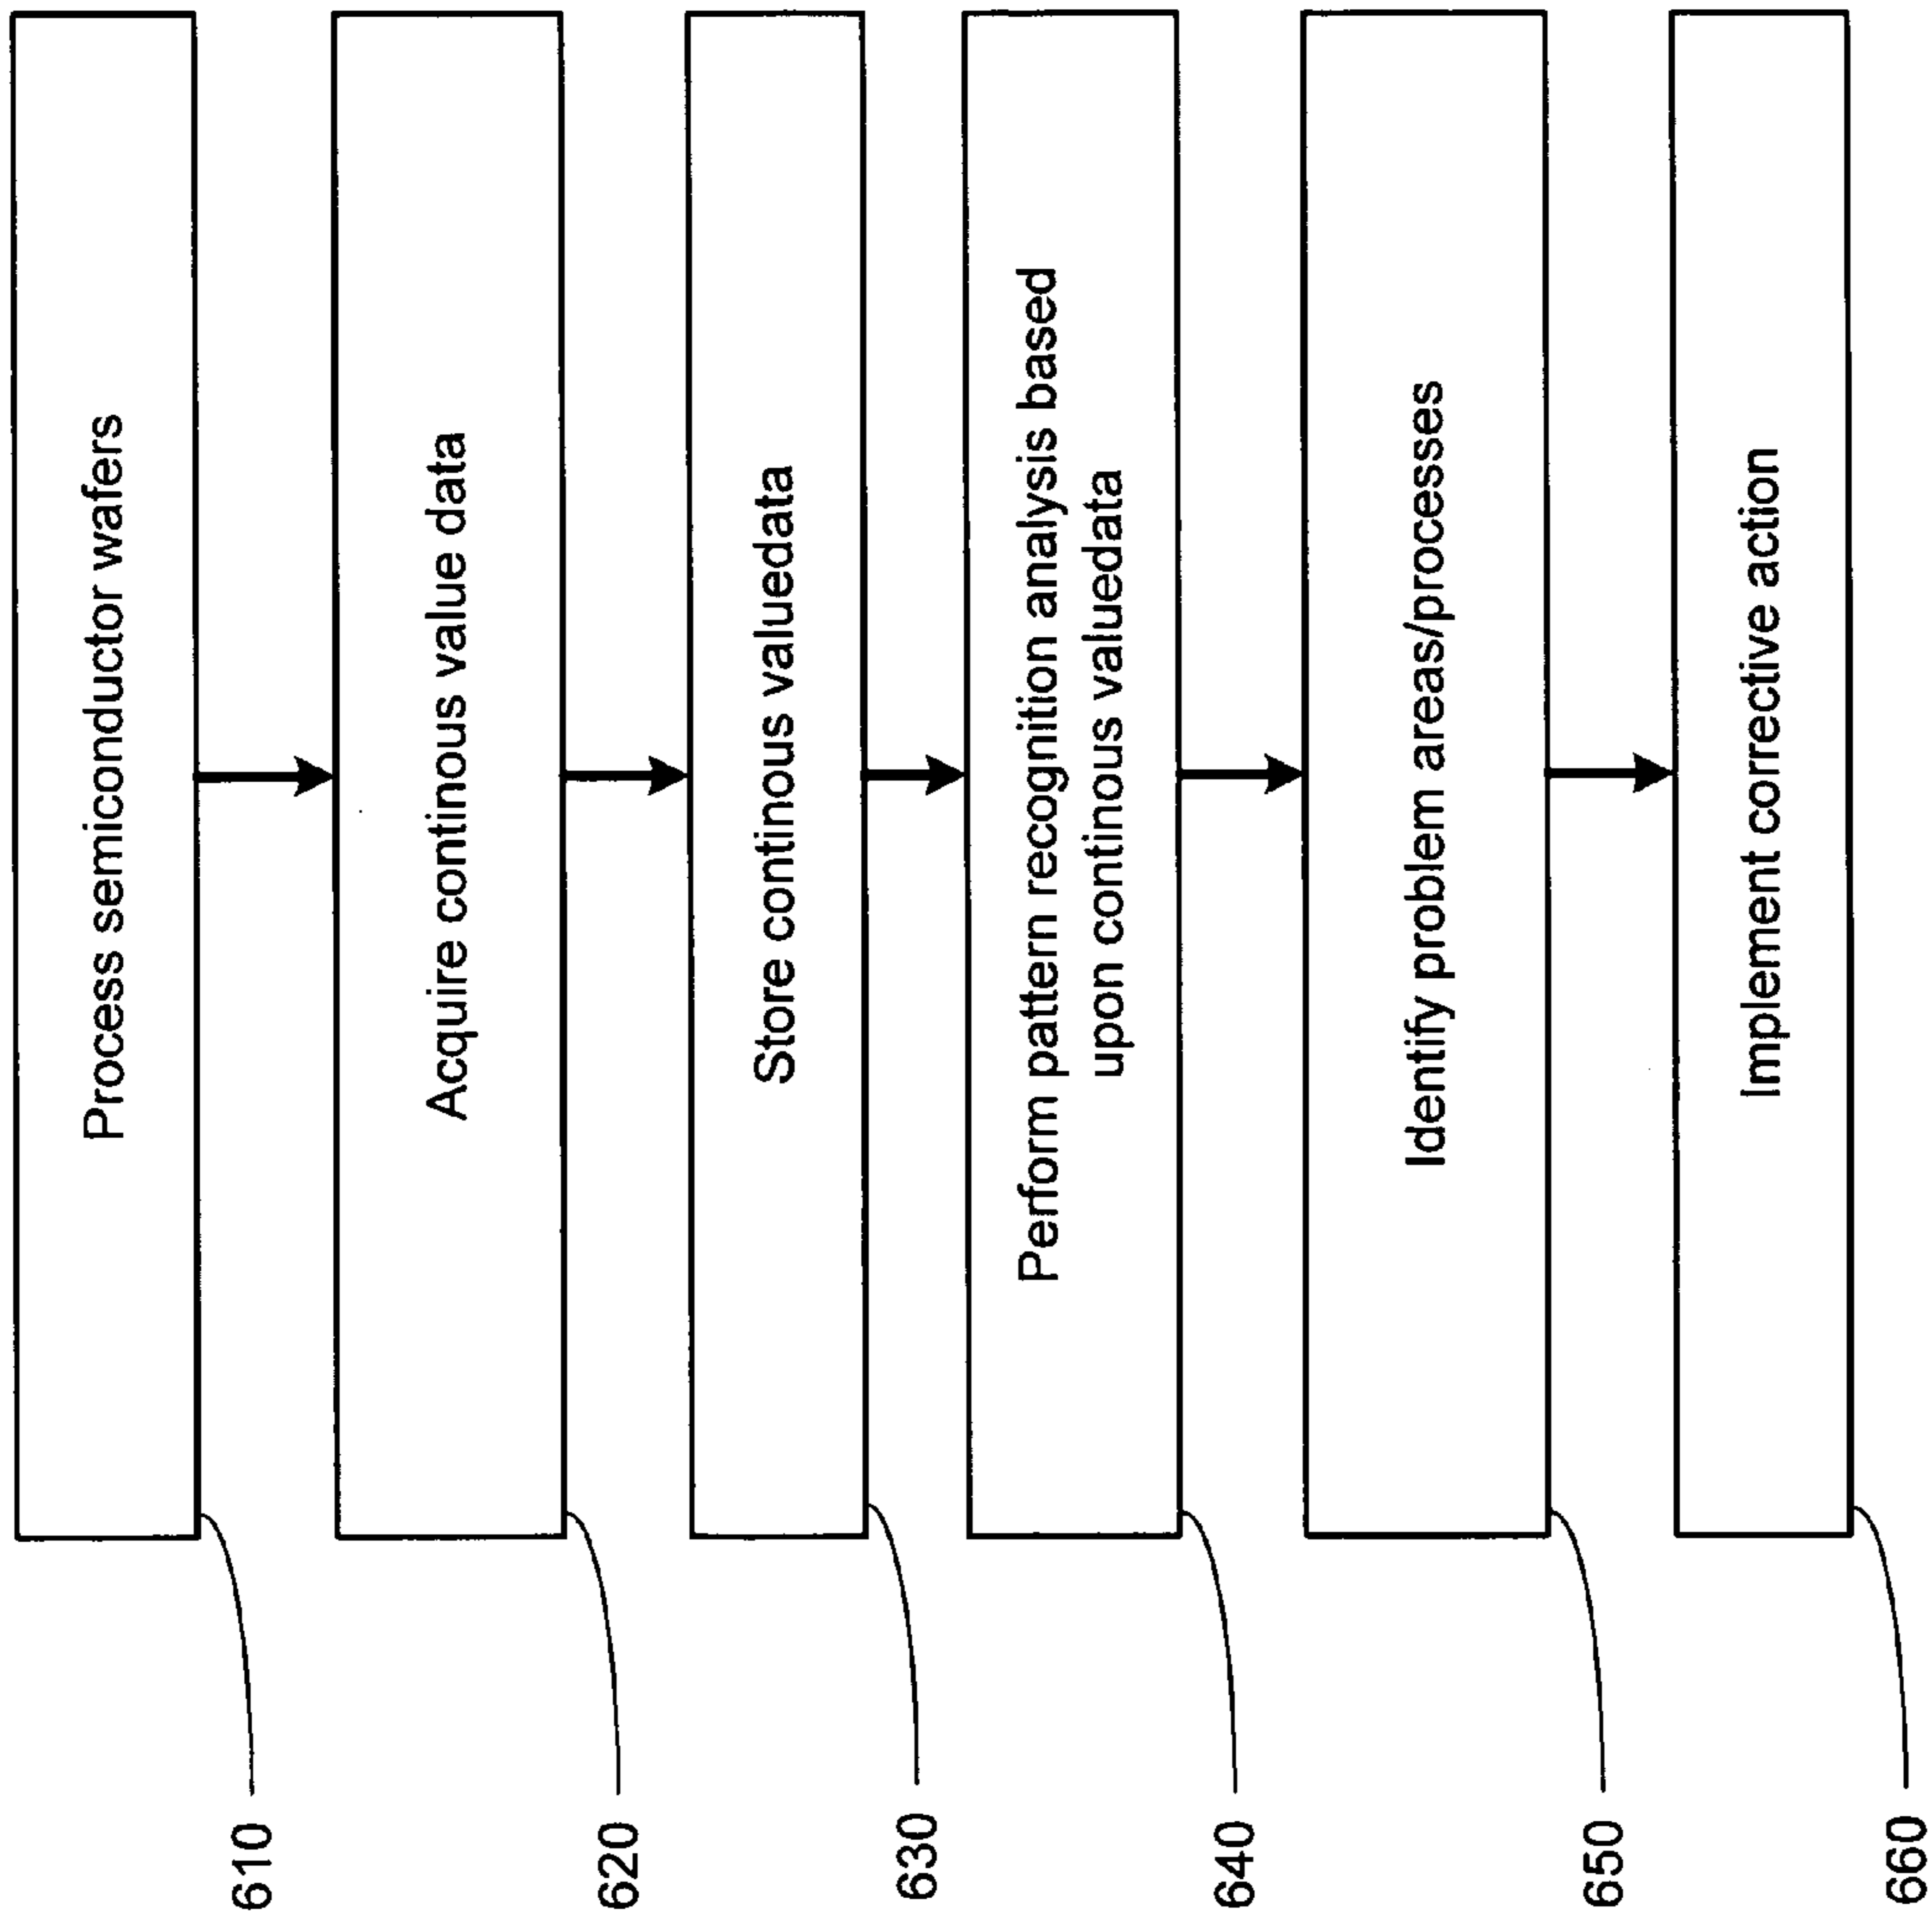 Process semiconductor wafers
610
Acquire continous value data
620
Store continous valuedata
630
Perform pattern recognition analysis based
upon continous valuedata
640
Identify problem areas/processes
650
Implement corrective action
660